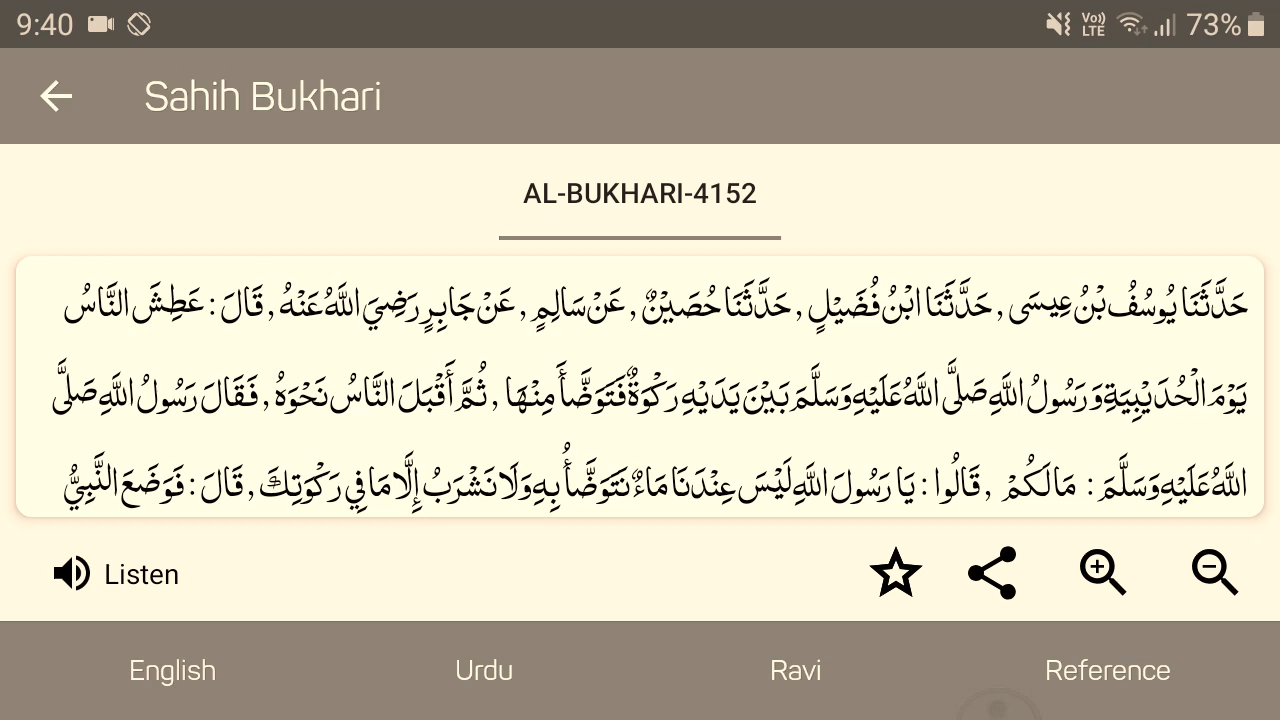 9:40
Vo)) LTE 73%
Sahih Bukhari
AL-BUKHARI-4152
حَدَّثَنَا يُوسُفُ بْنُ عِيسَى , حَدَّثَنَا ابْنُ فُضَيْلٍ , حَدَّثَنَا حُصَيْنٌ , عَنْ سَالِمٍ , عَنْ جَابِرٍ رَضِيَ اللَّهُ عَنْهُ , قَالَ : عَطِشَ النَّاسُ
يَوْمَ الْحُدَيْبِيَةِ وَرَسُولُ اللَّهِ صَلَّى اللَّهُ عَلَيْهِ وَسَلَّمَ بَيْنَ يَدَيْهِ رَكْوَةٌ فَتَوَضَّأَ مِنْهَا , ثُمَّ أَقْبَلَ النَّاسُ نَحْوَهُ , فَقَالَ رَسُولُ اللَّهِ صَلَّى
اللَّهُ عَلَيْهِ وَسَلَّمَ : مَا لَكُمْ , قَالُوا : يَا رَسُولَ اللَّهِ لَيْسَ عِنْدَنَا مَاءٌ نَتَوَضَّأُ بِهِ وَلَا نَشْرَبُ إِلَّا مَا فِي رَكْوَتِكَ , قَالَ : فَوَضَعَ النَّبِيُّ
Listen
English Urdu Ravi Reference